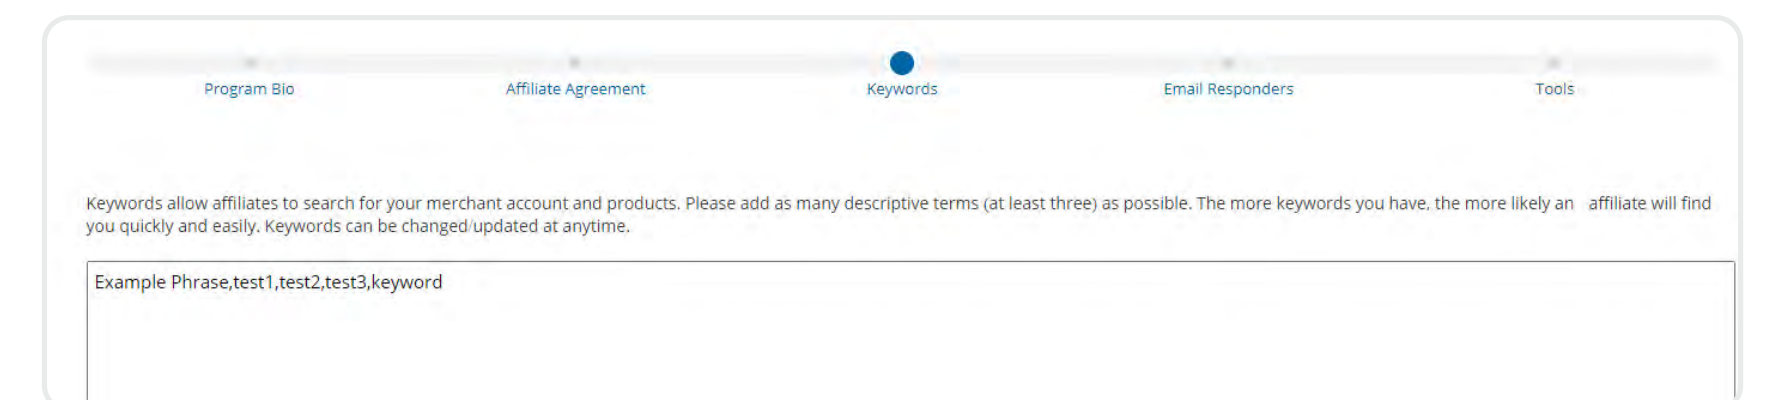 Program Bio Affiliate Agreement Keywords Email Responders Tools
Keywords allow affiliates to search for your merchant account and products. Please add as many descriptive terms (at least three) as possible. The more keywords you have, the more likely an affiliate will find
you quickly and easily. Keywords can be changed/updated at anytime.
Example Phrase,test1,test2,test3,keyword